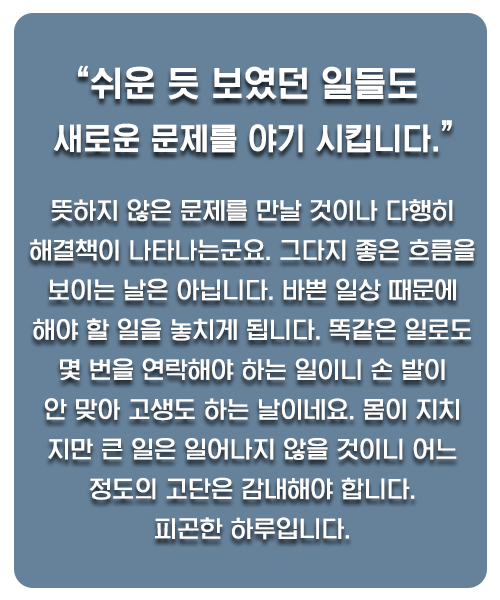 “쉬운 듯 보였던 일들도
새로운 문제를 야기 시킵니다.”
뜻하지 않은 문제를 만날 것이나 다행히
해결책이 나타나는군요. 그다지 좋은 흐름을
보이는 날은 아닙니다. 바쁜 일상 때문에
해야 할 일을 놓치게 됩니다. 똑같은 일로도
몇 번을 연락해야 하는 일이니 손 발이
안 맞아 고생도 하는 날이네요. 몸이 지치
지만 큰 일은 일어나지 않을 것이니 어느
정도의 고단은 감내해야 합니다.
피곤한 하루입니다.